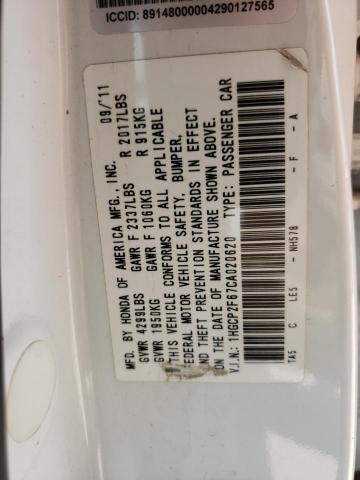 ICCID: 89148000004290127565
MFD. BY HONDA OF AMERICA MFG., INC. 09/'11
GVWR 4299LBS GAWR F 2337LBS R 2017LBS
GVWR 1950KG GAWR F 1060KG R 915KG
THIS VEHICLE CONFORMS TO ALL APPLICABLE
FEDERAL MOTOR VEHICLE SAFETY, BUMPER,
AND THEFT PREVENTION STANDARDS IN EFFECT
ON THE DATE OF MANUFACTURE SHOWN ABOVE.
V.I.N.: 1HGCP2F67CA020620 TYPE: PASSENGER CAR
TA5 C LE5 - NH578 - F - A